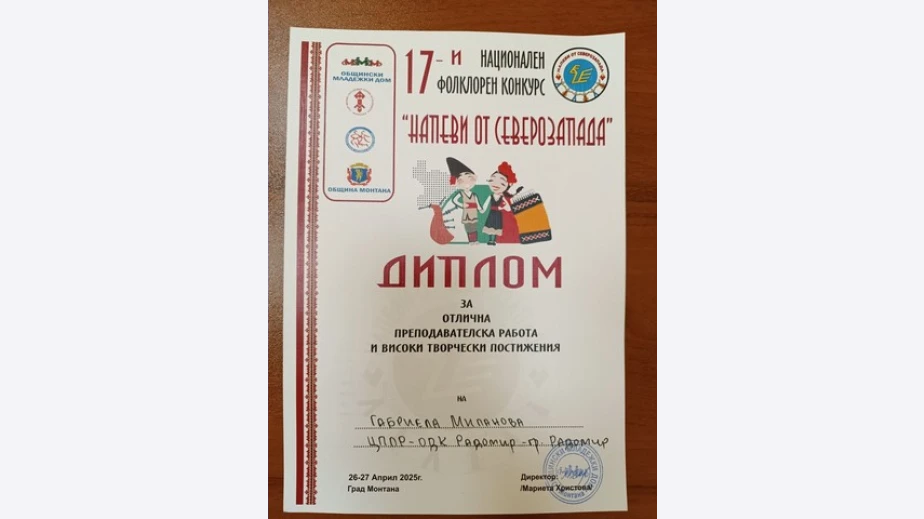 ОБЩИНСКИ
МЛАДЕЖКИ ДОМ
ОБЩИНА МОНТАНА
17-и НАЦИОНАЛЕН
ФОЛКЛОРЕН КОНКУРС
"НАПЕВИ ОТ СЕВЕРОЗАПАДА"
ДИПЛОМ
ЗА
ОТЛИЧНА
ПРЕПОДАВАТЕЛСКА РАБОТА
И ВИСОКИ ТВОРЧЕСКИ ПОСТИЖЕНИЯ
НА
Габриела Миланова
ЦПЛР-ОДК Радомир-гр. Радомир
26-27 Април 2025г.
Град Монтана
Директор:
/Мариета Христова/